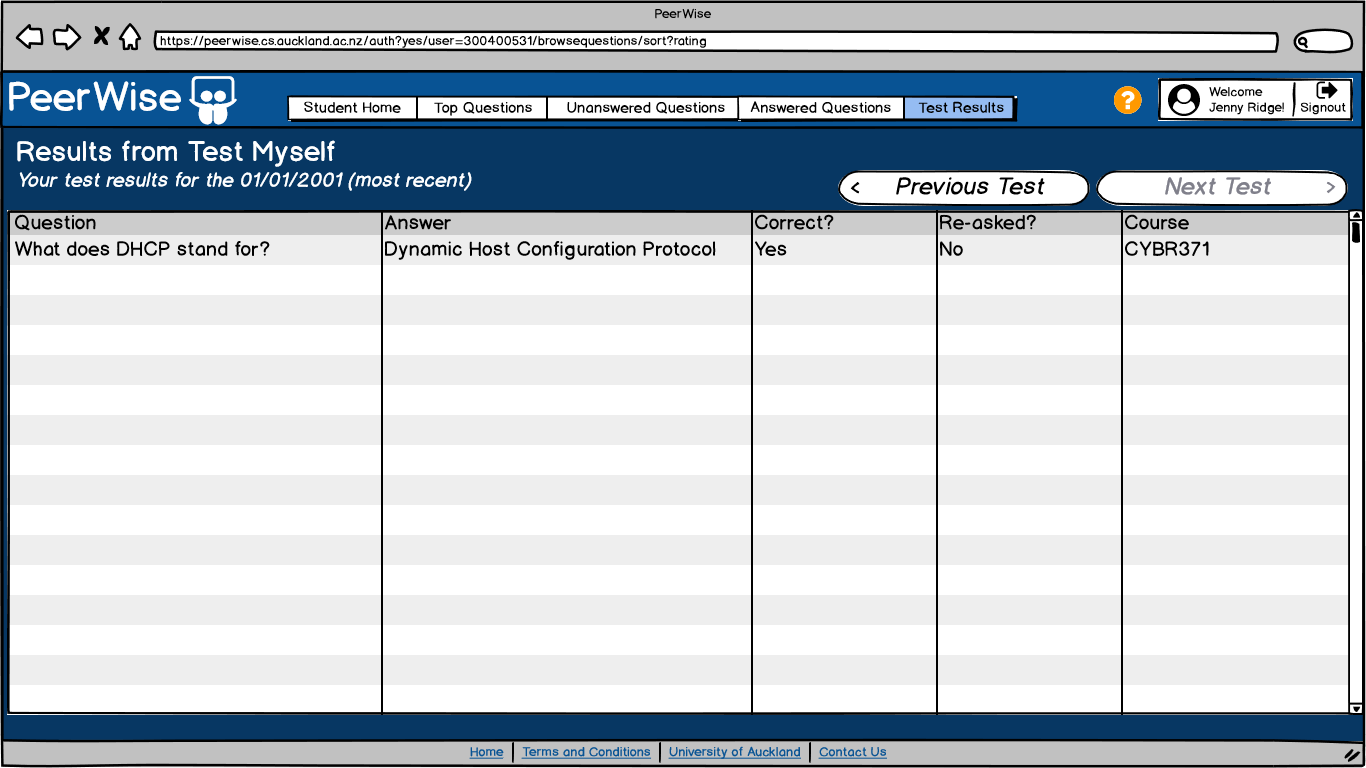 PeerWise
https://peerwise.cs.auckland.ac.nz/auth?yes/user=300400531/browsequestions/sort?rating
PeerWise
Student Home Top Questions Unanswered Questions Answered Questions Test Results
? Welcome
Jenny Ridge! Signout
Results from Test Myself
Your test results for the 01/01/2001 (most recent)
< Previous Test Next Test >
Question Answer Correct? Re-asked? Course
What does DHCP stand for? Dynamic Host Configuration Protocol Yes No CYBR371
Home Terms and Conditions University of Auckland Contact Us